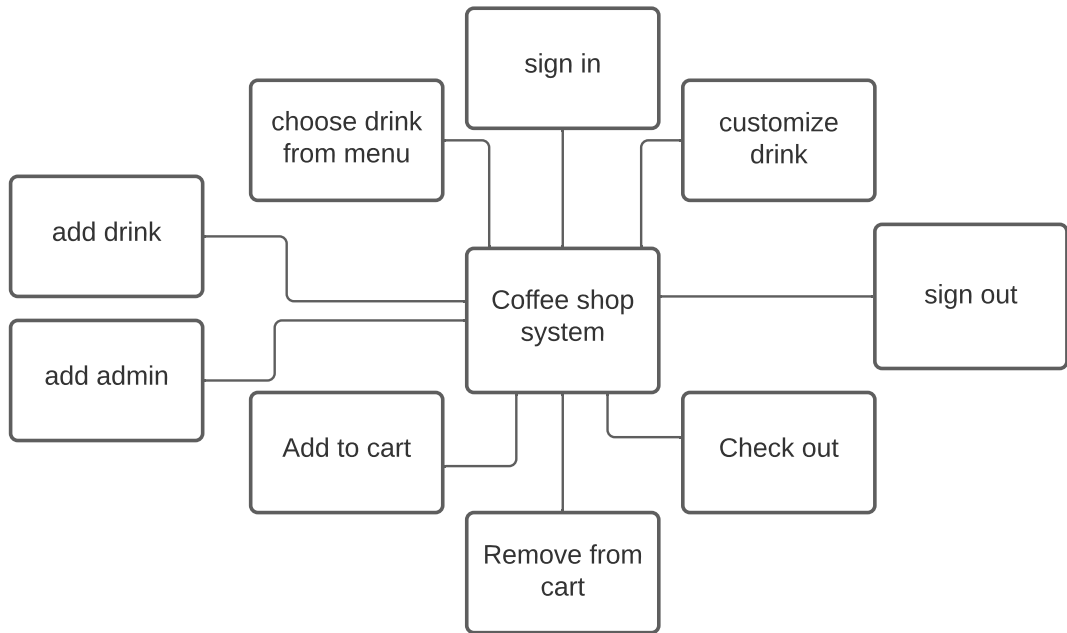 sign in
choose drink
from menu
customize
drink
add drink
Coffee shop
system
sign out
add admin
Add to cart
Check out
Remove from
cart